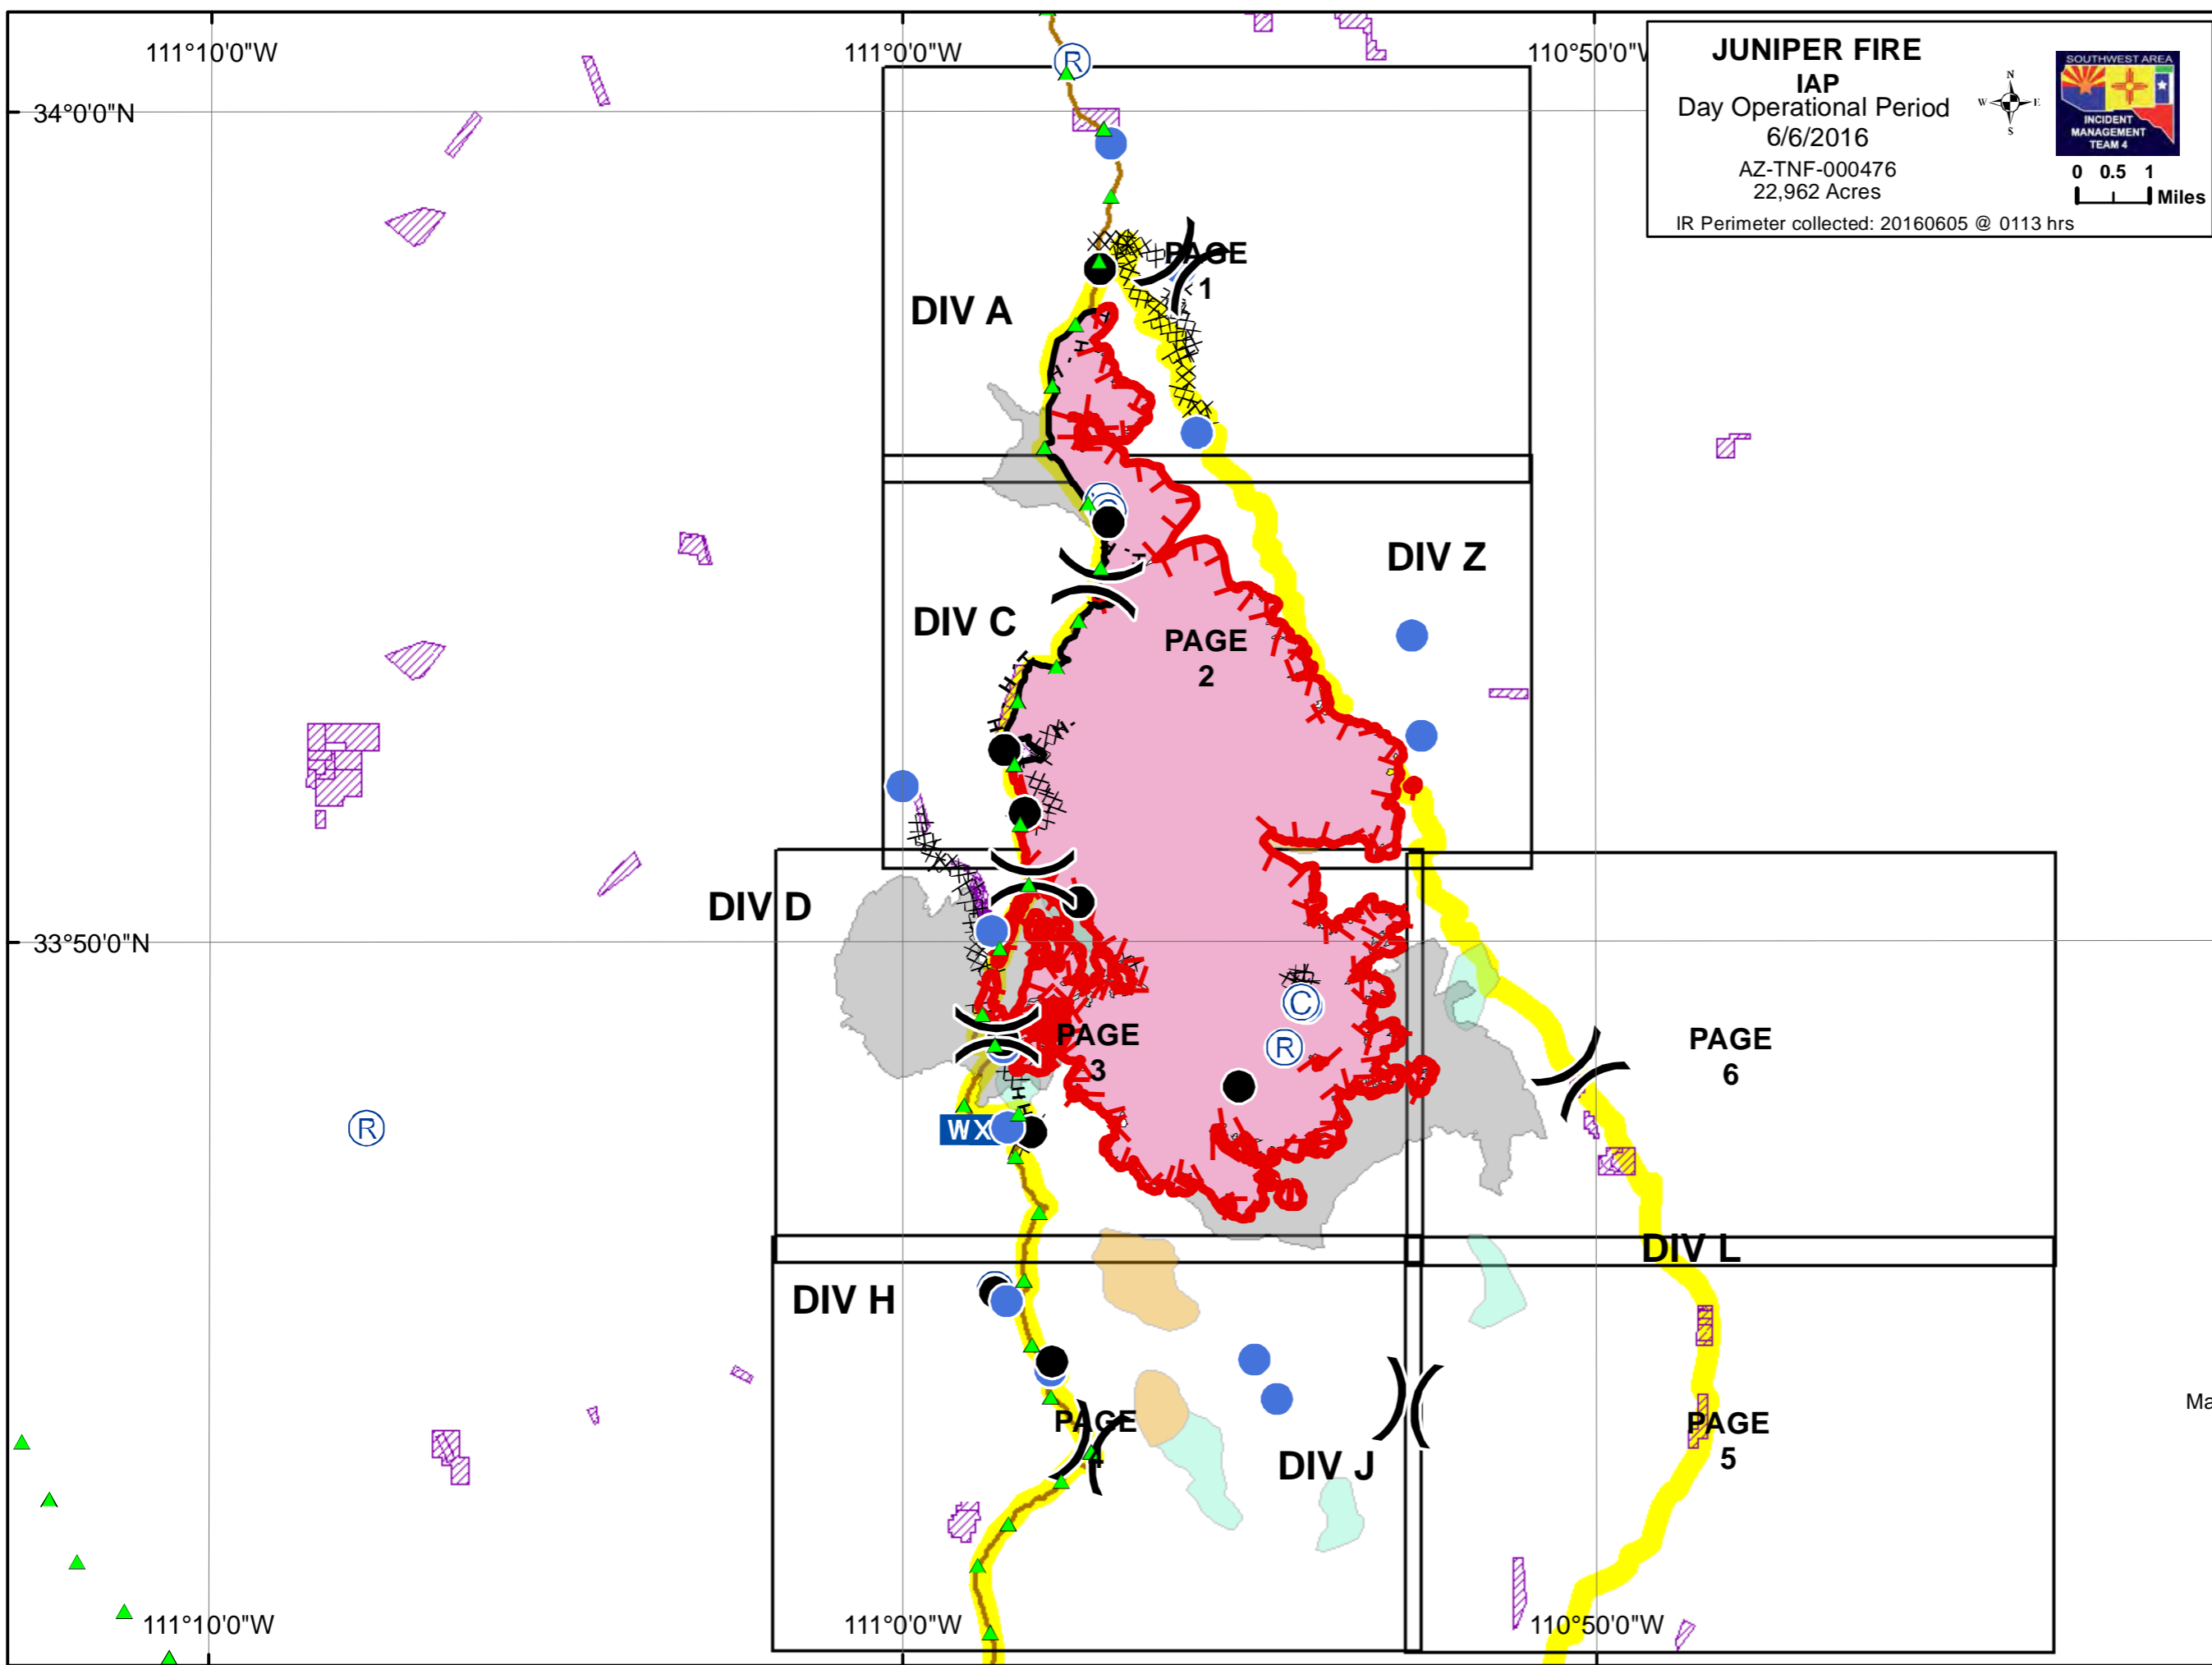 111°10'0"W
111°0'0"W
110°50'0"W
JUNIPER FIRE
IAP
Day Operational Period
6/6/2016
AZ-TNF-000476
22,962 Acres
IR Perimeter collected: 20160605 @ 0113 hrs
N
W
E
S
SOUTHWEST AREA
INCIDENT
MANAGEMENT
TEAM 4
0 0.5 1
Miles
34°0'0"N
R
PAGE
1
DIV A
DIV Z
DIV C
PAGE
2
DIV D
33°50'0"N
C
R
PAGE
3
PAGE
6
WX
R
DIV L
DIV H
PAGE
4
DIV J
PAGE
5
Ma
111°10'0"W
111°0'0"W
110°50'0"W